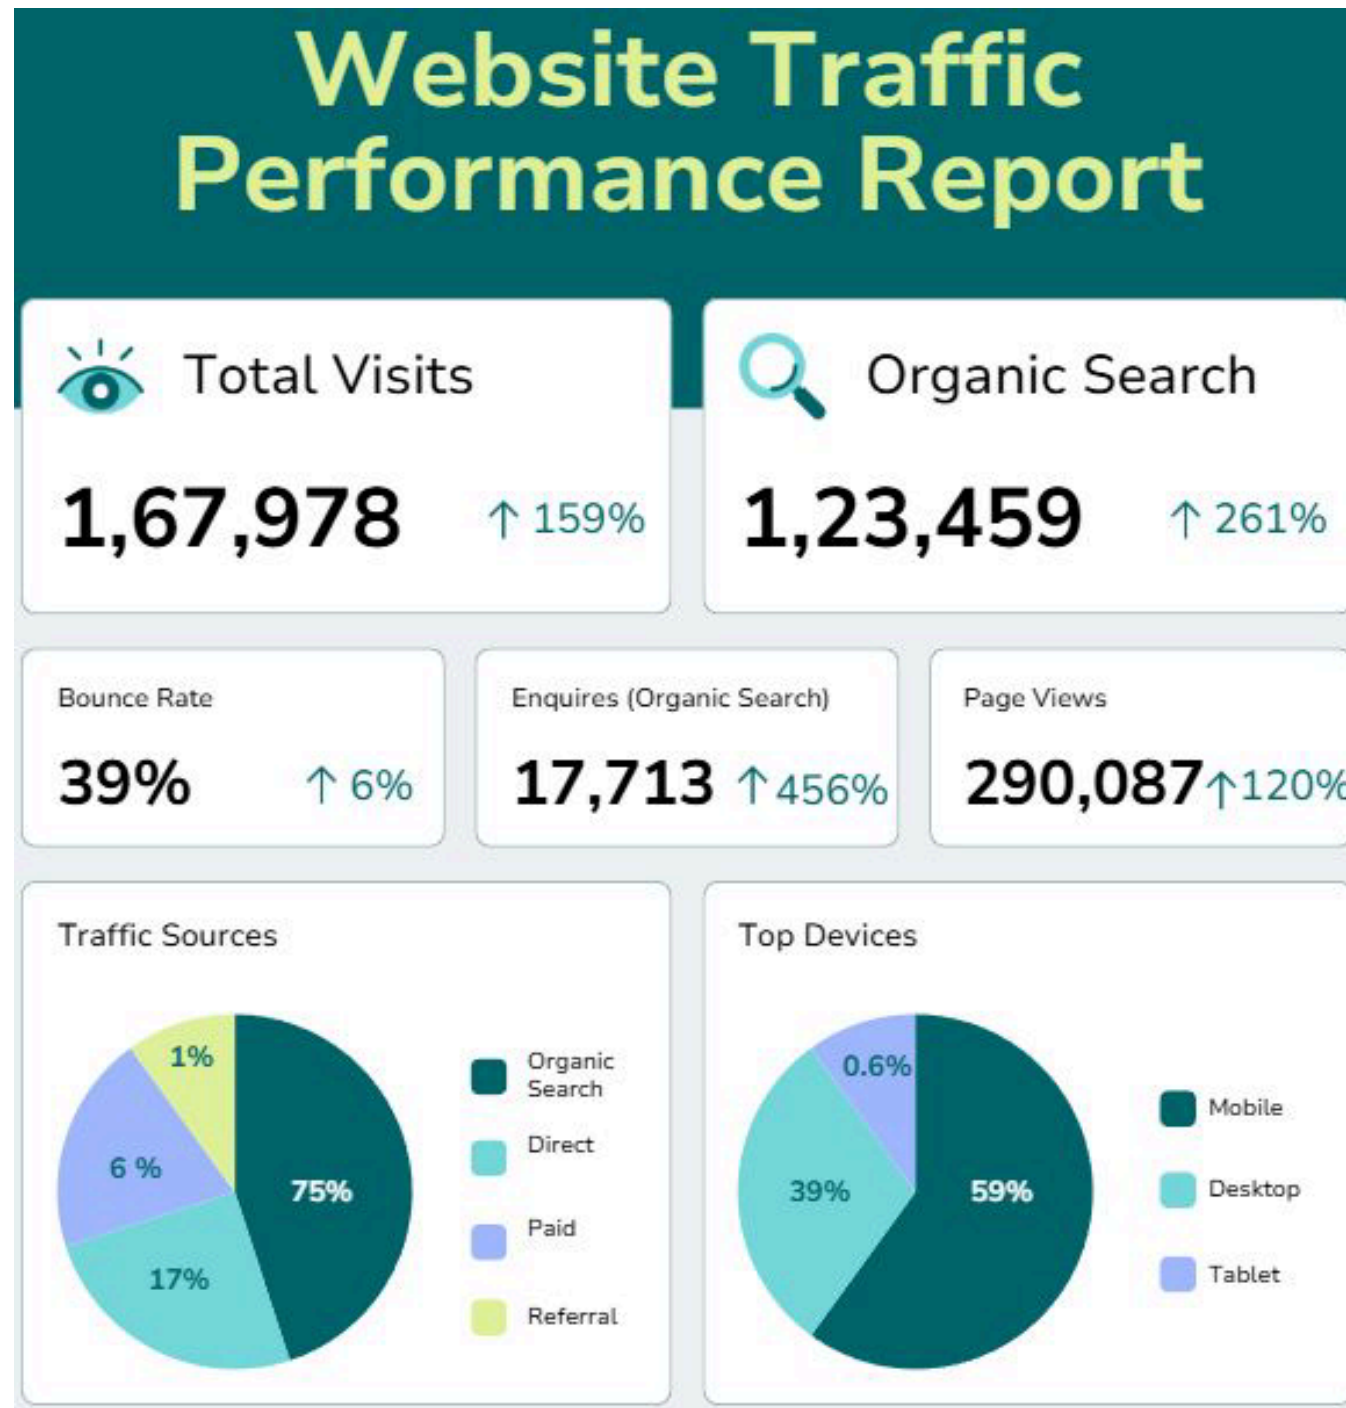 Website Traffic
Performance Report
Total Visits
1,67,978 ↑ 159%
Organic Search
1,23,459 ↑ 261%
Bounce Rate
39% ↑ 6%
Enquires (Organic Search)
17,713 ↑ 456%
Page Views
290,087 ↑ 120%
Traffic Sources
1%
6 %
75%
17%
Organic
Search
Direct
Paid
Referral
Top Devices
0.6%
39%
59%
Mobile
Desktop
Tablet